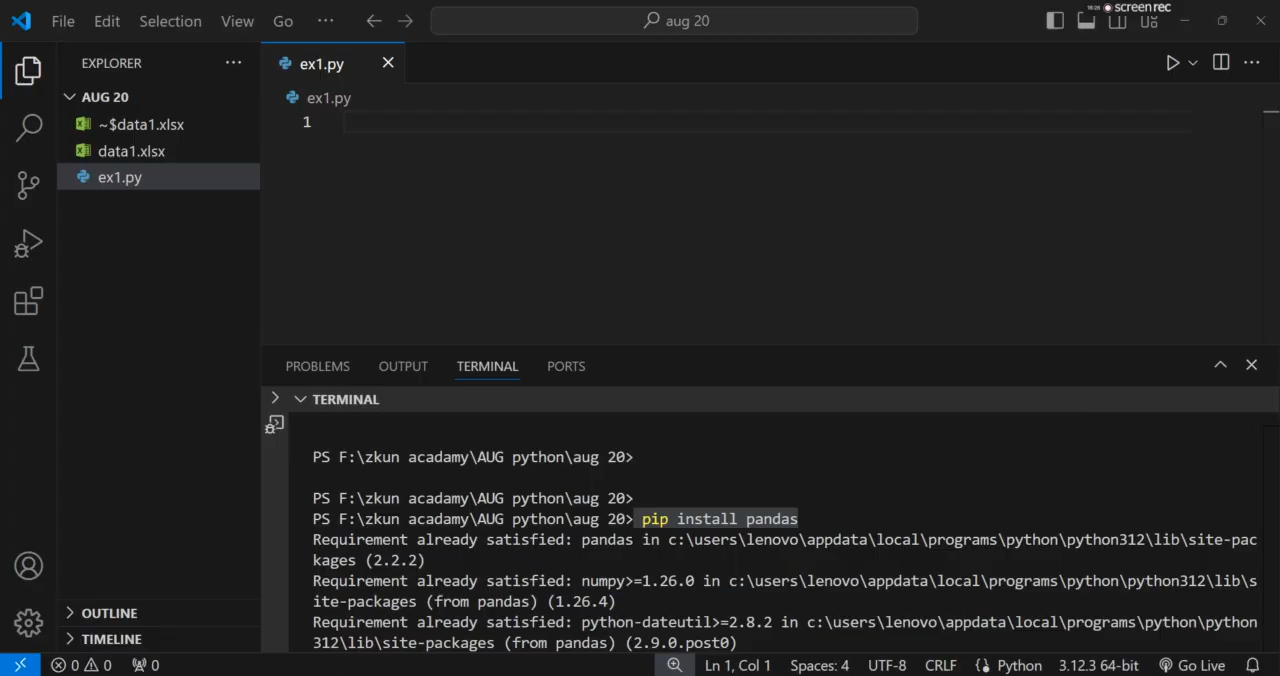 File Edit Selection View Go ··· aug 20 16:26 screenrec
EXPLORER ··· ex1.py
AUG 20 ex1.py
~$data1.xlsx 1
data1.xlsx
ex1.py
PROBLEMS OUTPUT TERMINAL PORTS
TERMINAL
PS F:\zkun acadamy\AUG python\aug 20>
PS F:\zkun acadamy\AUG python\aug 20>
PS F:\zkun acadamy\AUG python\aug 20> pip install pandas
Requirement already satisfied: pandas in c:\users\lenovo\appdata\local\programs\python\python312\lib\site-pac
kages (2.2.2)
Requirement already satisfied: numpy>=1.26.0 in c:\users\lenovo\appdata\local\programs\python\python312\lib\s
ite-packages (from pandas) (1.26.4)
Requirement already satisfied: python-dateutil>=2.8.2 in c:\users\lenovo\appdata\local\programs\python\python
312\lib\site-packages (from pandas) (2.9.0.post0)
OUTLINE
TIMELINE
0 0 0 Ln 1, Col 1 Spaces: 4 UTF-8 CRLF Python 3.12.3 64-bit Go Live